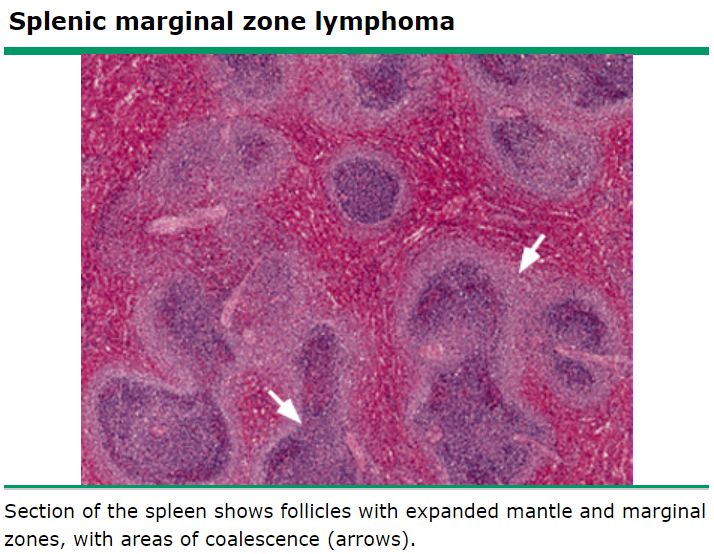 Splenic marginal zone lymphoma
Section of the spleen shows follicles with expanded mantle and marginal
zones, with areas of coalescence (arrows).